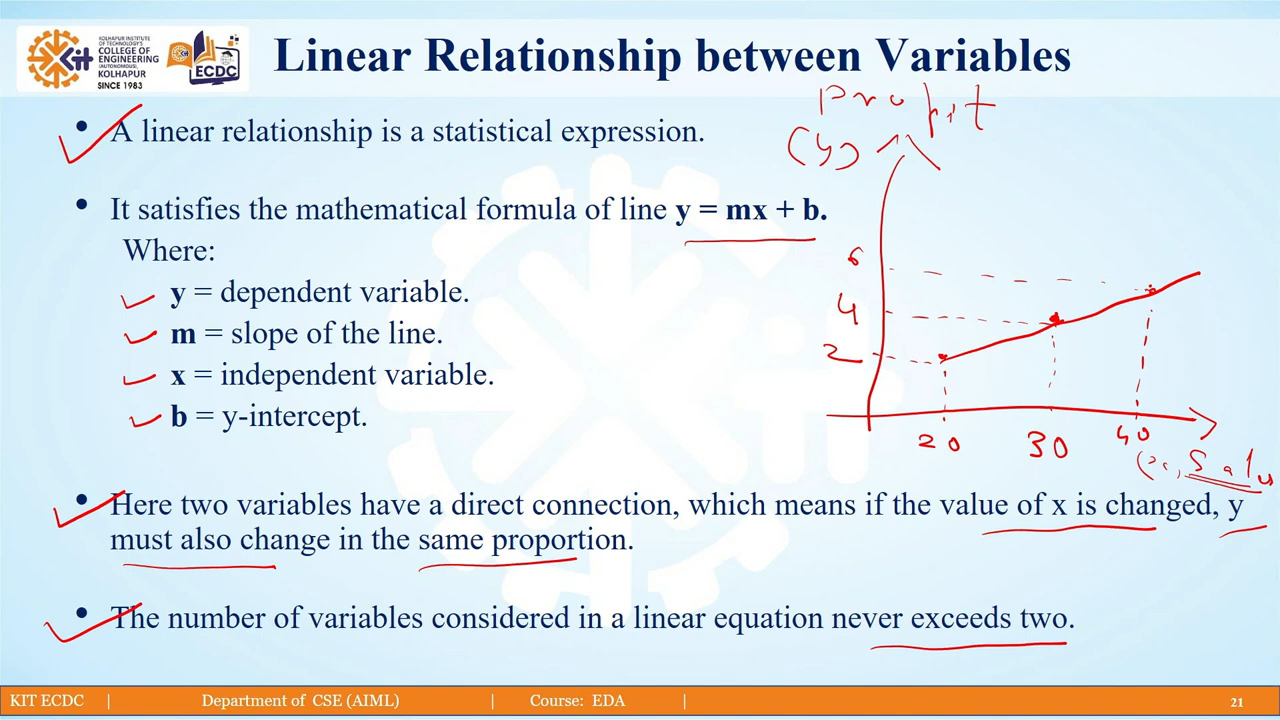 KOLHAPUR INSTITUTE
OF TECHNOLOGY'S
COLLEGE OF
ENGINEERING
(AUTONOMOUS)
KOLHAPUR
SINCE 1983
KIT
ECDC
Linear Relationship between Variables
Profit
(y)
• A linear relationship is a statistical expression.
• It satisfies the mathematical formula of line y = mx + b.
Where:
y = dependent variable.
m = slope of the line.
x = independent variable.
b = y-intercept.
6
4
2
20 30 40
(x) Sales
• Here two variables have a direct connection, which means if the value of x is changed, y
must also change in the same proportion.
• The number of variables considered in a linear equation never exceeds two.
KIT ECDC | Department of CSE (AIML) | Course: EDA | 21